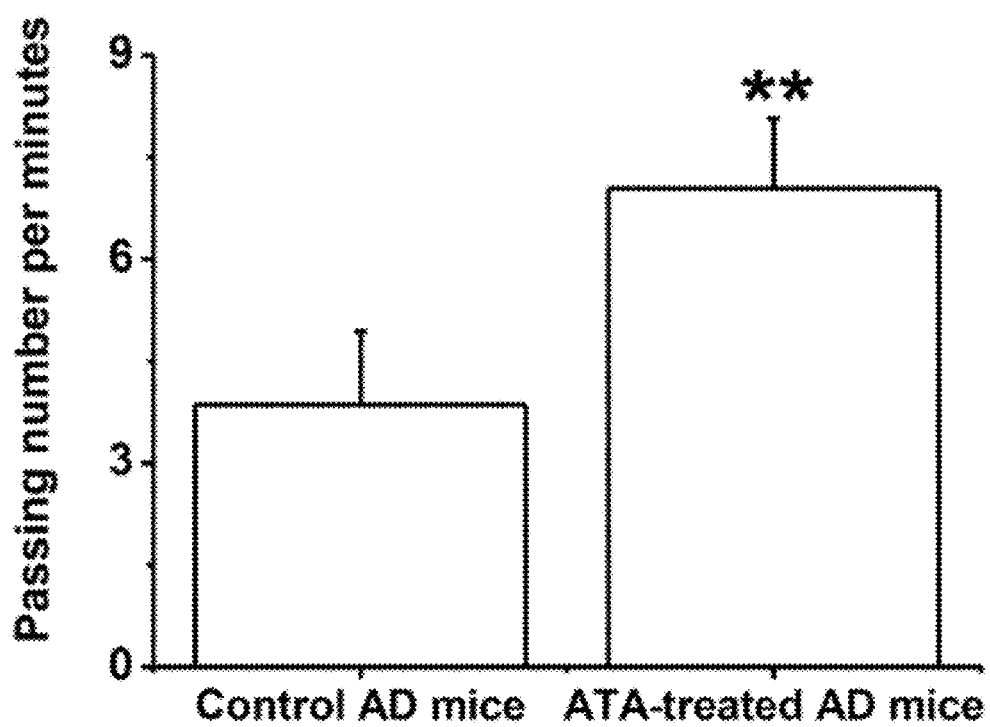 Passing number per minutes
9
6
3
0
**
Control AD mice
ATA-treated AD mice